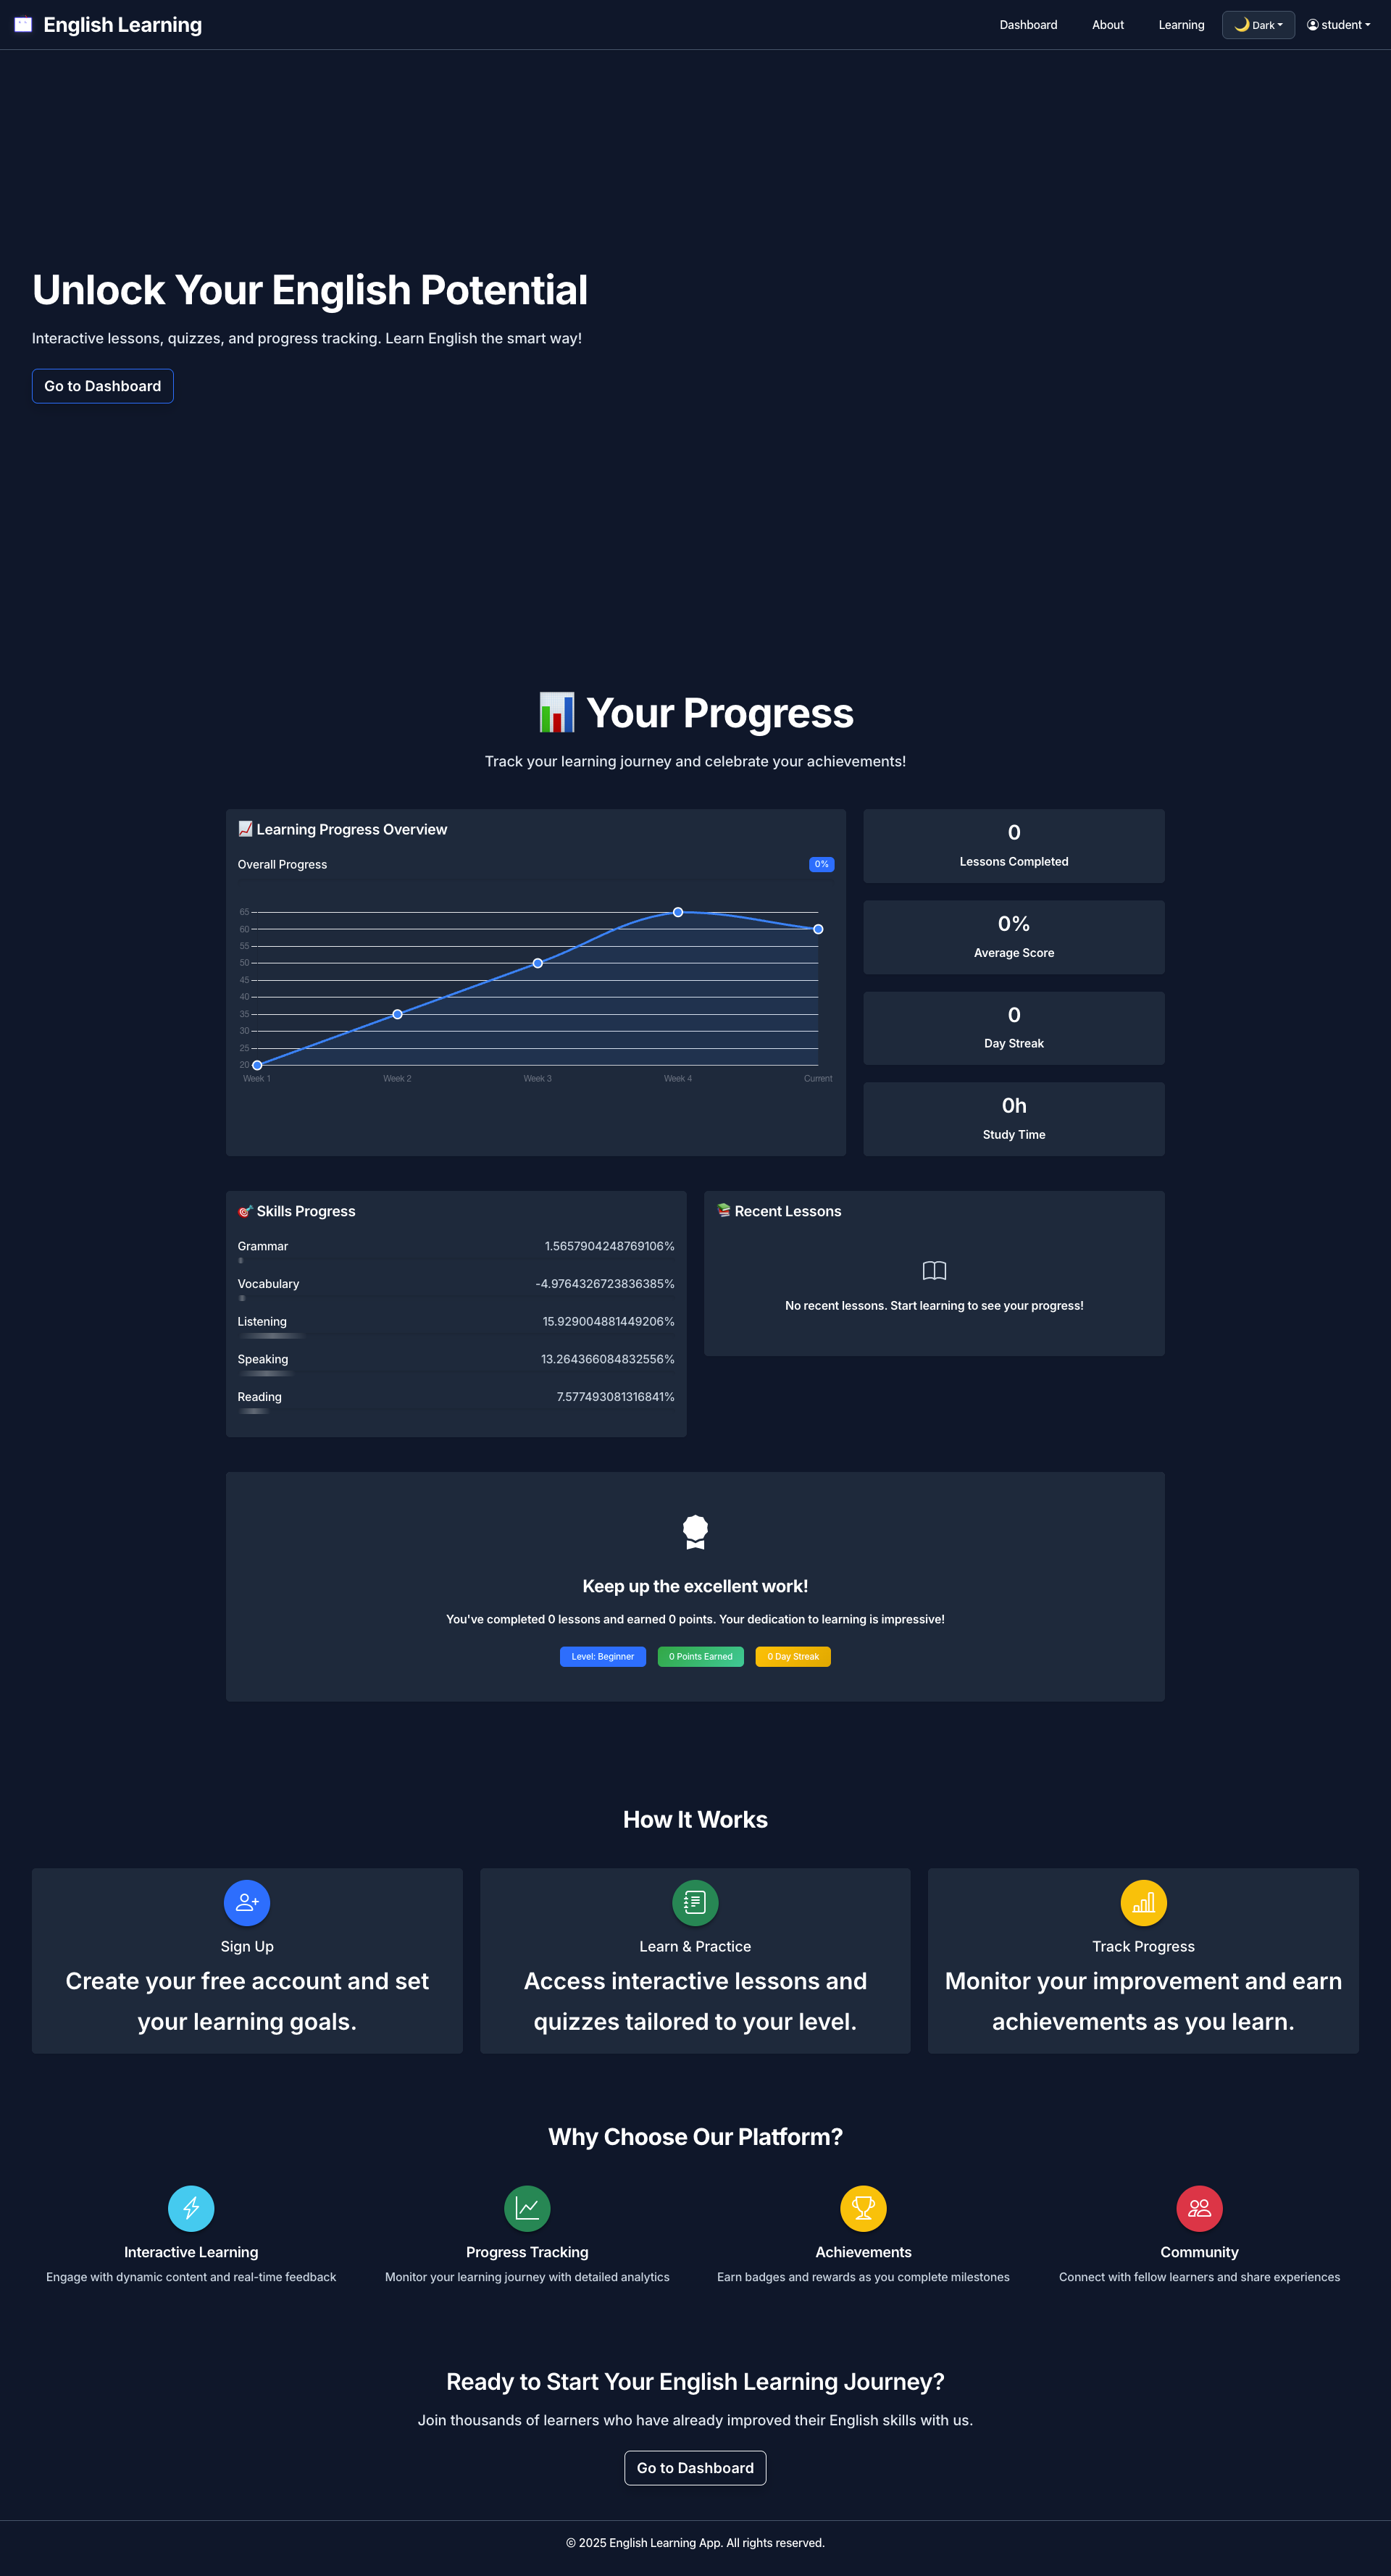 English Learning
Dashboard
About
Learning
Dark
student
Unlock Your English Potential
Interactive lessons, quizzes, and progress tracking. Learn English the smart way!
Go to Dashboard
Your Progress
Track your learning journey and celebrate your achievements!
Learning Progress Overview
Overall Progress
0%
65
60
55
50
45
40
35
30
25
20
Week 1
Week 2
Week 3
Week 4
Current
0
Lessons Completed
0%
Average Score
0
Day Streak
0h
Study Time
Skills Progress
Grammar
1.5657904248769106%
Vocabulary
-4.9764326723836385%
Listening
15.929004881449206%
Speaking
13.264366084832556%
Reading
7.577493081316841%
Recent Lessons
No recent lessons. Start learning to see your progress!
Keep up the excellent work!
You've completed 0 lessons and earned 0 points. Your dedication to learning is impressive!
Level: Beginner
0 Points Earned
0 Day Streak
How It Works
Sign Up
Create your free account and set
your learning goals.
Learn & Practice
Access interactive lessons and
quizzes tailored to your level.
Track Progress
Monitor your improvement and earn
achievements as you learn.
Why Choose Our Platform?
Interactive Learning
Engage with dynamic content and real-time feedback
Progress Tracking
Monitor your learning journey with detailed analytics
Achievements
Earn badges and rewards as you complete milestones
Community
Connect with fellow learners and share experiences
Ready to Start Your English Learning Journey?
Join thousands of learners who have already improved their English skills with us.
Go to Dashboard
© 2025 English Learning App. All rights reserved.